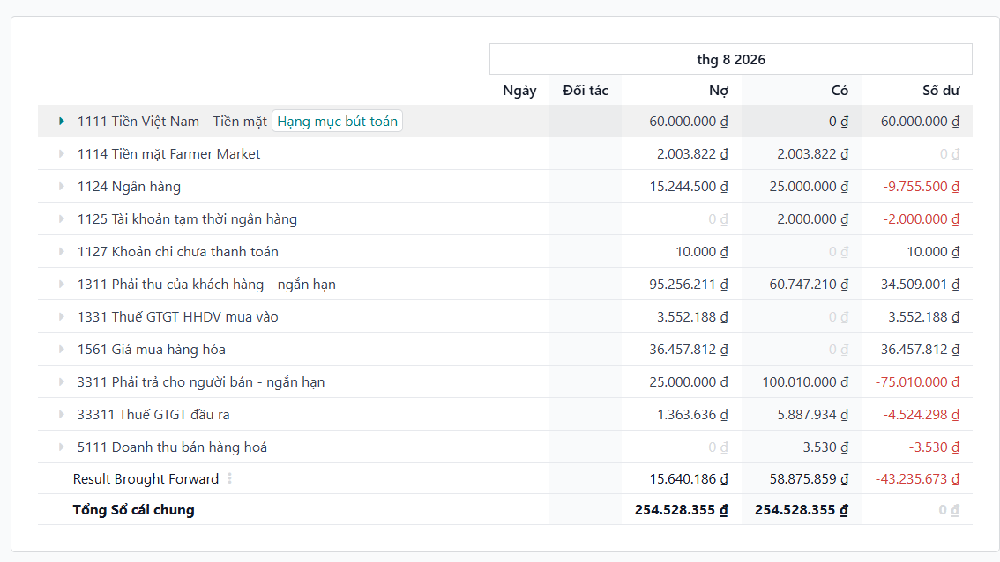 thg 8 2026
Ngày Đối tác Nợ Có Số dư
1111 Tiền Việt Nam - Tiền mặt Hạng mục bút toán 60.000.000 ₫ 0 ₫ 60.000.000 ₫
1114 Tiền mặt Farmer Market 2.003.822 ₫ 2.003.822 ₫ 0 ₫
1124 Ngân hàng 15.244.500 ₫ 25.000.000 ₫ -9.755.500 ₫
1125 Tài khoản tạm thời ngân hàng 0 ₫ 2.000.000 ₫ -2.000.000 ₫
1127 Khoản chi chưa thanh toán 10.000 ₫ 0 ₫ 10.000 ₫
1311 Phải thu của khách hàng - ngắn hạn 95.256.211 ₫ 60.747.210 ₫ 34.509.001 ₫
1331 Thuế GTGT HHDV mua vào 3.552.188 ₫ 0 ₫ 3.552.188 ₫
1561 Giá mua hàng hóa 36.457.812 ₫ 0 ₫ 36.457.812 ₫
3311 Phải trả cho người bán - ngắn hạn 25.000.000 ₫ 100.010.000 ₫ -75.010.000 ₫
33311 Thuế GTGT đầu ra 1.363.636 ₫ 5.887.934 ₫ -4.524.298 ₫
5111 Doanh thu bán hàng hoá 0 ₫ 3.530 ₫ -3.530 ₫
Result Brought Forward 15.640.186 ₫ 58.875.859 ₫ -43.235.673 ₫
Tổng Sổ cái chung 254.528.355 ₫ 254.528.355 ₫ 0 ₫